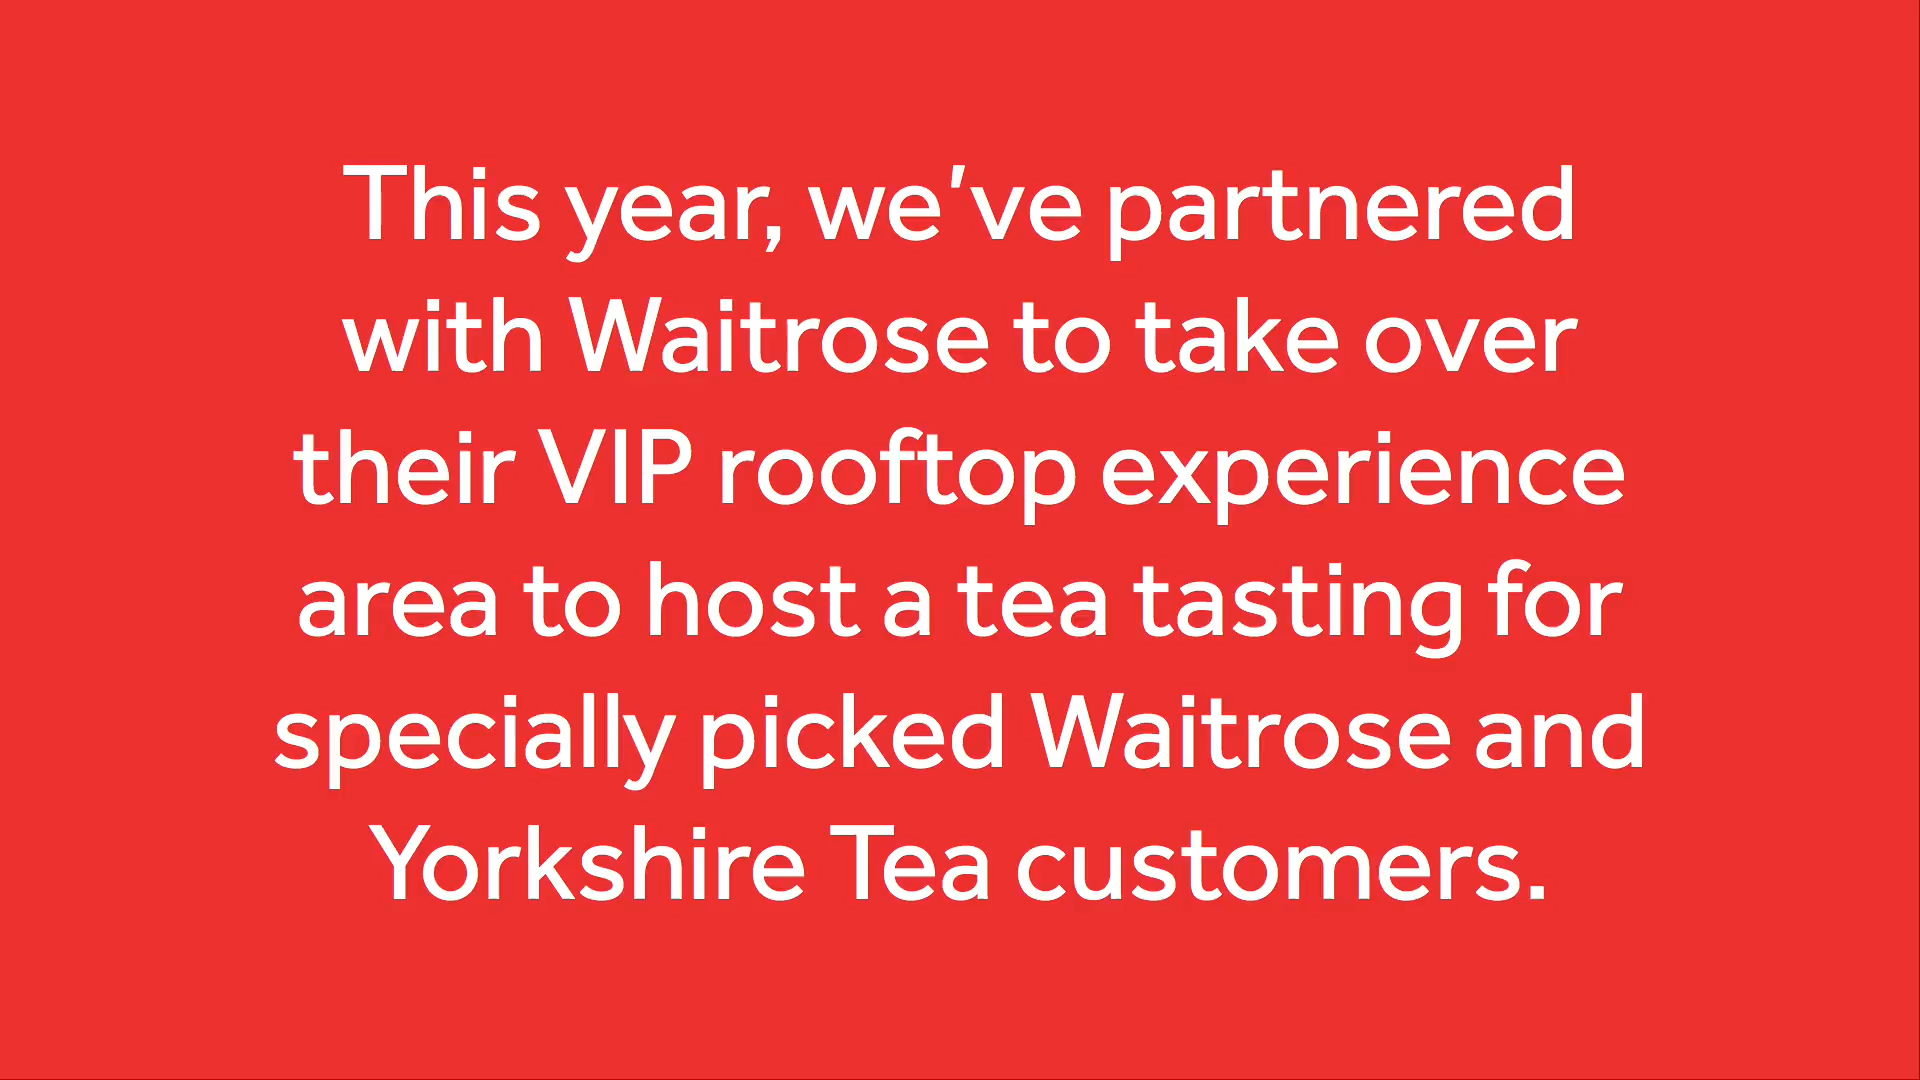 This year, we've partnered
with Waitrose to take over
their VIP rooftop experience
area to host a tea tasting for
specially picked Waitrose and
Yorkshire Tea customers.